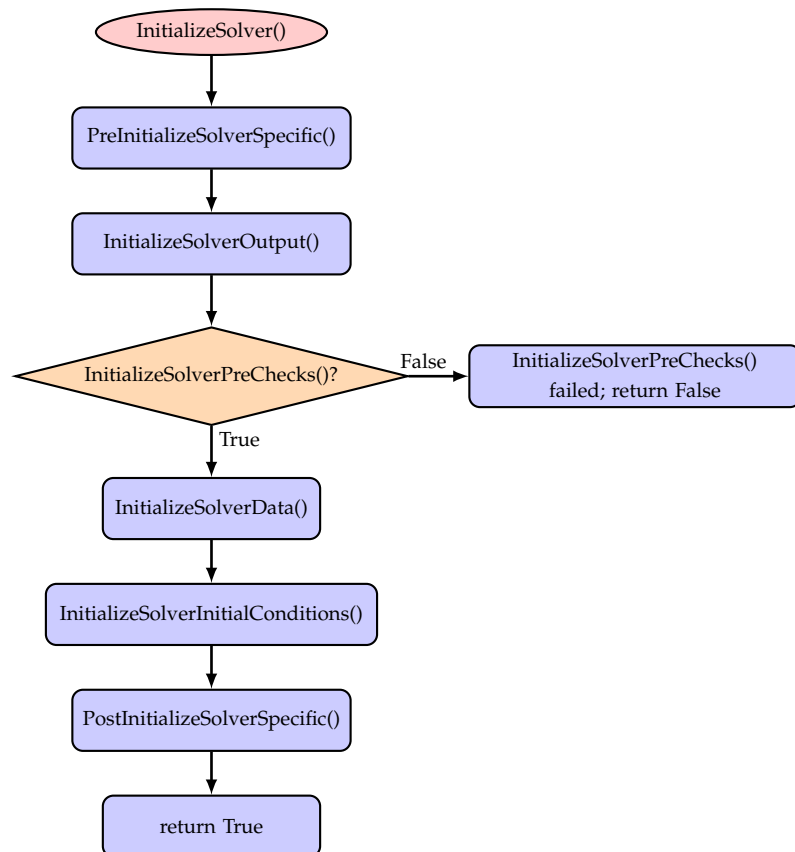 InitializeSolver()
PreInitializeSolverSpecific()
InitializeSolverOutput()
InitializeSolverPreChecks()?
False
InitializeSolverPreChecks()
failed; return False
True
InitializeSolverData()
InitializeSolverInitialConditions()
PostInitializeSolverSpecific()
return True